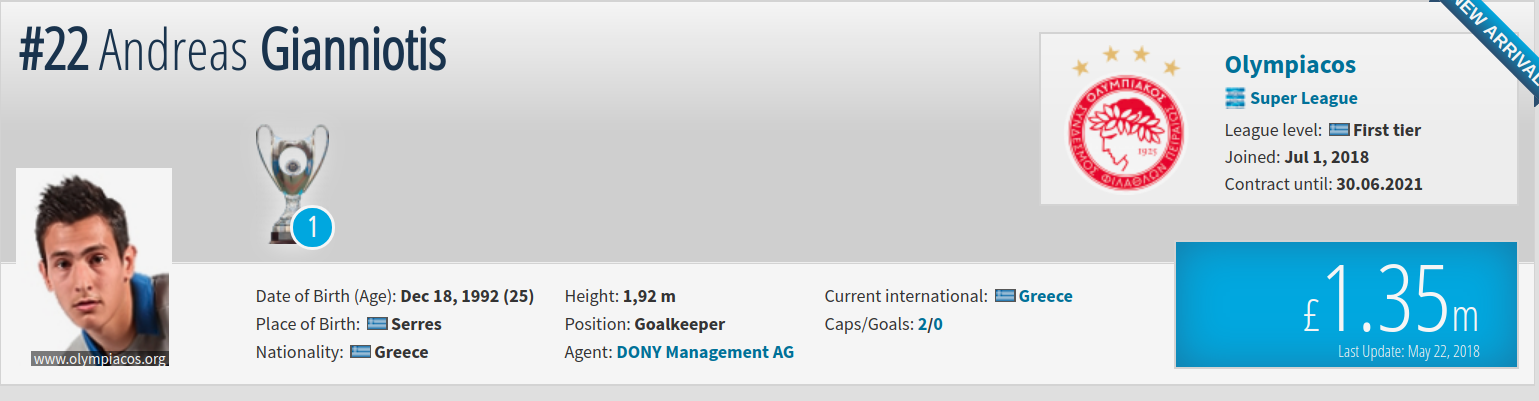 #22 Andreas Gianniotis
NEW ARRIVAL
Olympiacos
Super League
League level: First tier
Joined: Jul 1, 2018
Contract until: 30.06.2021
ΟΛΥΜΠΙΑΚΟΣ
ΣΥΝΔΕΣΜΟΣ ΦΙΛΑΘΛΩΝ ΠΕΙΡΑΙΩΣ
1925
1
www.olympiacos.org
Date of Birth (Age): Dec 18, 1992 (25)
Place of Birth: Serres
Nationality: Greece
Height: 1,92 m
Position: Goalkeeper
Agent: DONY Management AG
Current international: Greece
Caps/Goals: 2/0
£1.35m
Last Update: May 22, 2018